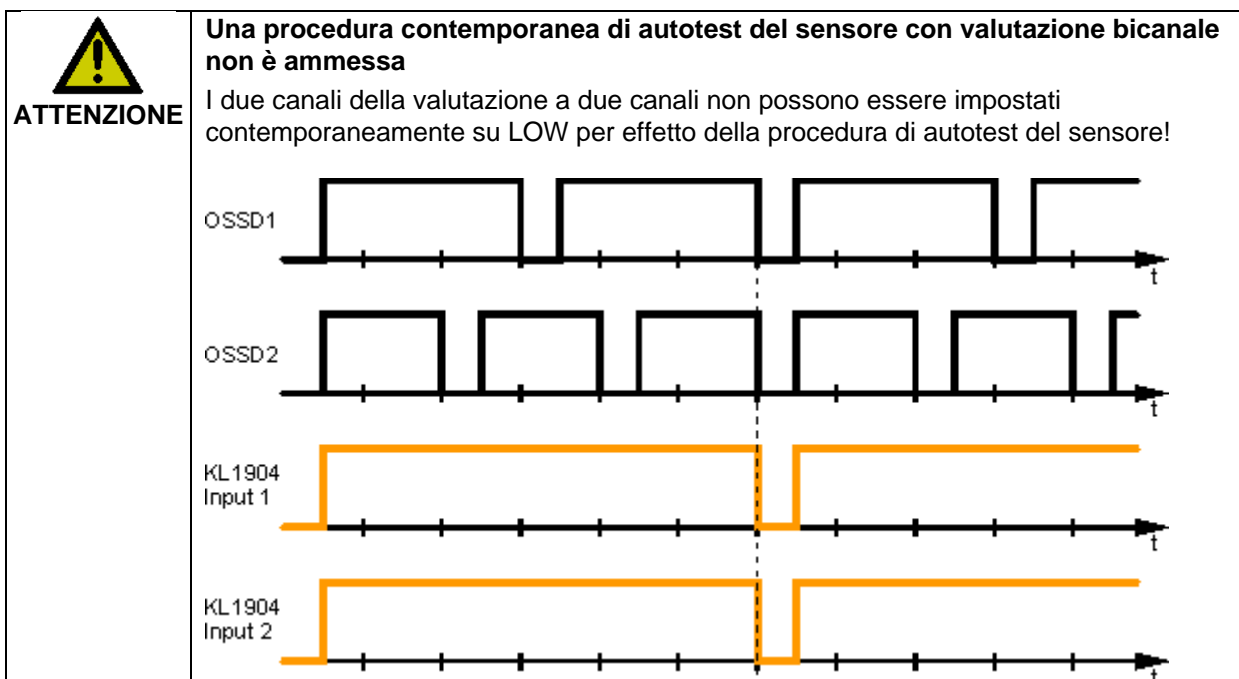 ATTENZIONE
Una procedura contemporanea di autotest del sensore con valutazione bicanale
non è ammessa
I due canali della valutazione a due canali non possono essere impostati
contemporaneamente su LOW per effetto della procedura di autotest del sensore!
OSSD1
t
OSSD2
t
KL1904
Input 1
t
KL1904
Input 2
t